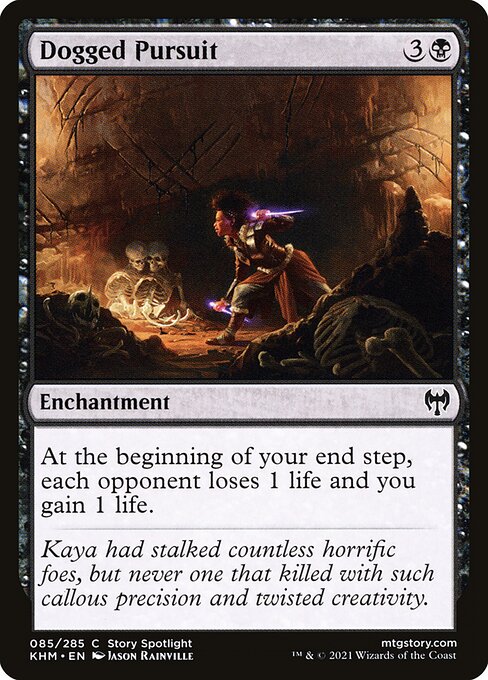 Dogged Pursuit 3
Enchantment
At the beginning of your end step,
each opponent loses 1 life and you
gain 1 life.
Kaya had stalked countless horrific
foes, but never one that killed with such
callous precision and twisted creativity.
085/285 C Story Spotlight mtgstory.com
KHM • EN Jason Rainville ™ & © 2021 Wizards of the Coast